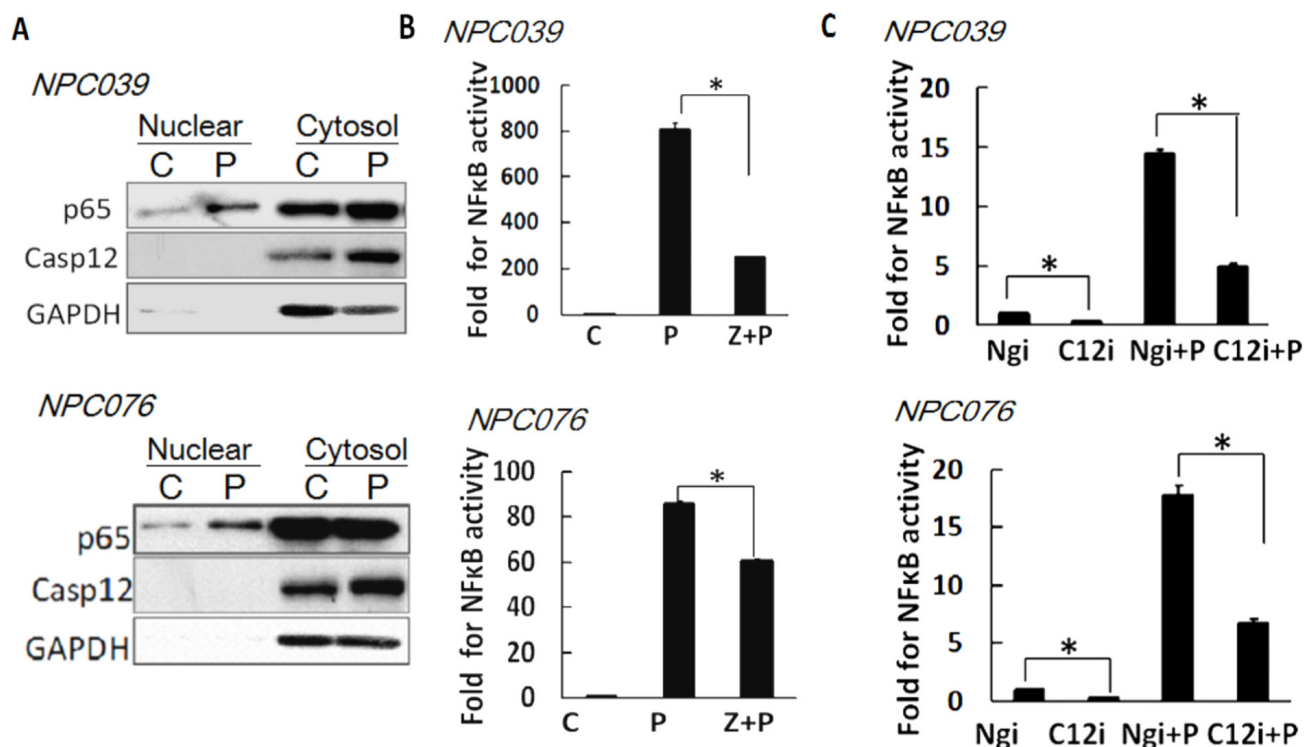 A
NPC039
Nuclear Cytosol
C P C P
p65
Casp12
GAPDH
NPC076
Nuclear Cytosol
C P C P
p65
Casp12
GAPDH
B
NPC039
Fold for NFκB activity
1000
800
600
400
200
0
*
C P Z+P
NPC076
Fold for NFκB activity
100
80
60
40
20
0
*
C P Z+P
C
NPC039
Fold for NFκB activity
20
15
10
5
0
*
*
Ngi C12i Ngi+P C12i+P
NPC076
Fold for NFκB activity
20
15
10
5
0
*
*
Ngi C12i Ngi+P C12i+P